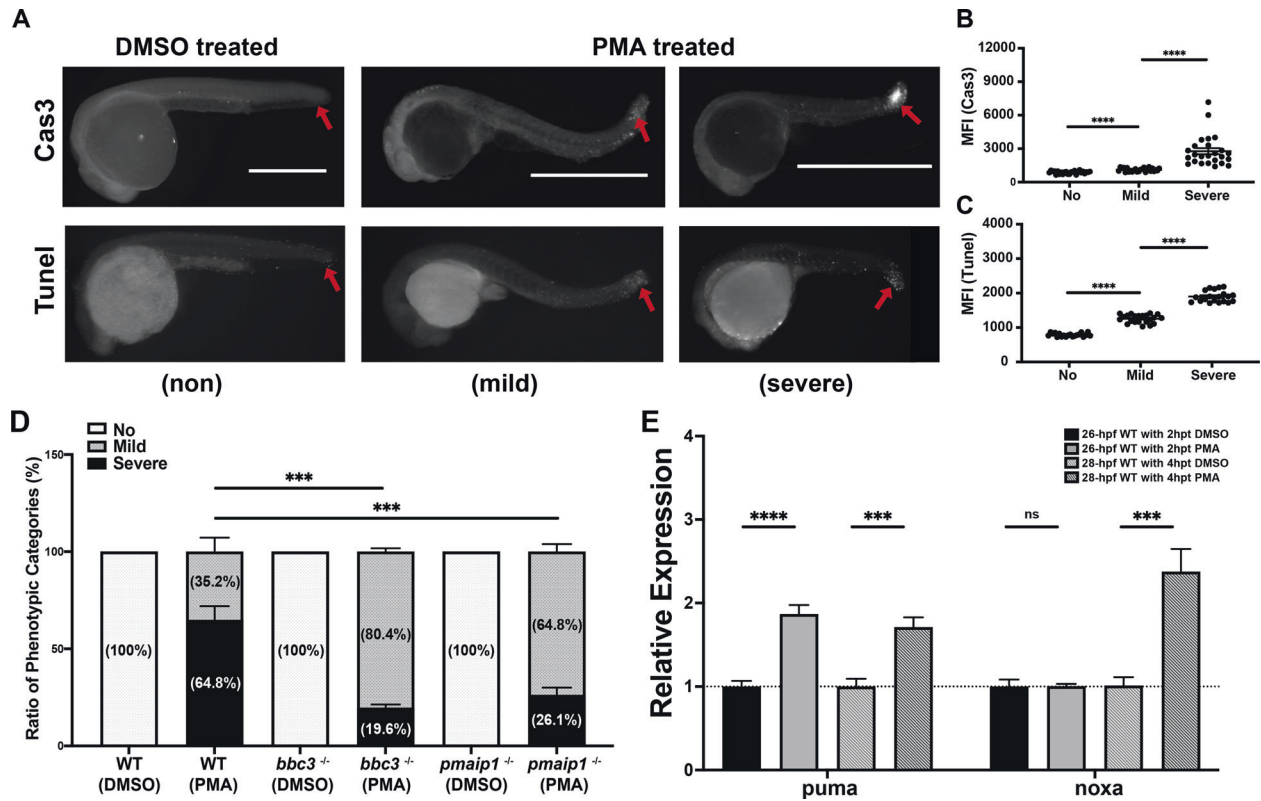 A
DMSO treated
PMA treated
Cas3
Tunel
(non)
(mild)
(severe)
B
MFI (Cas3)
12000
9000
6000
3000
0
****
****
No
Mild
Severe
C
MFI (Tunel)
4000
3000
2000
1000
0
****
****
No
Mild
Severe
D
No
Mild
Severe
Ratio of Phenotypic Categories (%)
150
100
50
0
***
***
(100%)
(35.2%)
(64.8%)
(100%)
(80.4%)
(19.6%)
(100%)
(64.8%)
(26.1%)
WT
(DMSO)
WT
(PMA)
bbc3 -/-
(DMSO)
bbc3 -/-
(PMA)
pmaip1 -/-
(DMSO)
pmaip1 -/-
(PMA)
E
26-hpf WT with 2hpt DMSO
26-hpf WT with 2hpt PMA
28-hpf WT with 4hpt DMSO
28-hpf WT with 4hpt PMA
Relative Expression
4
3
2
1
0
****
***
ns
***
puma
noxa